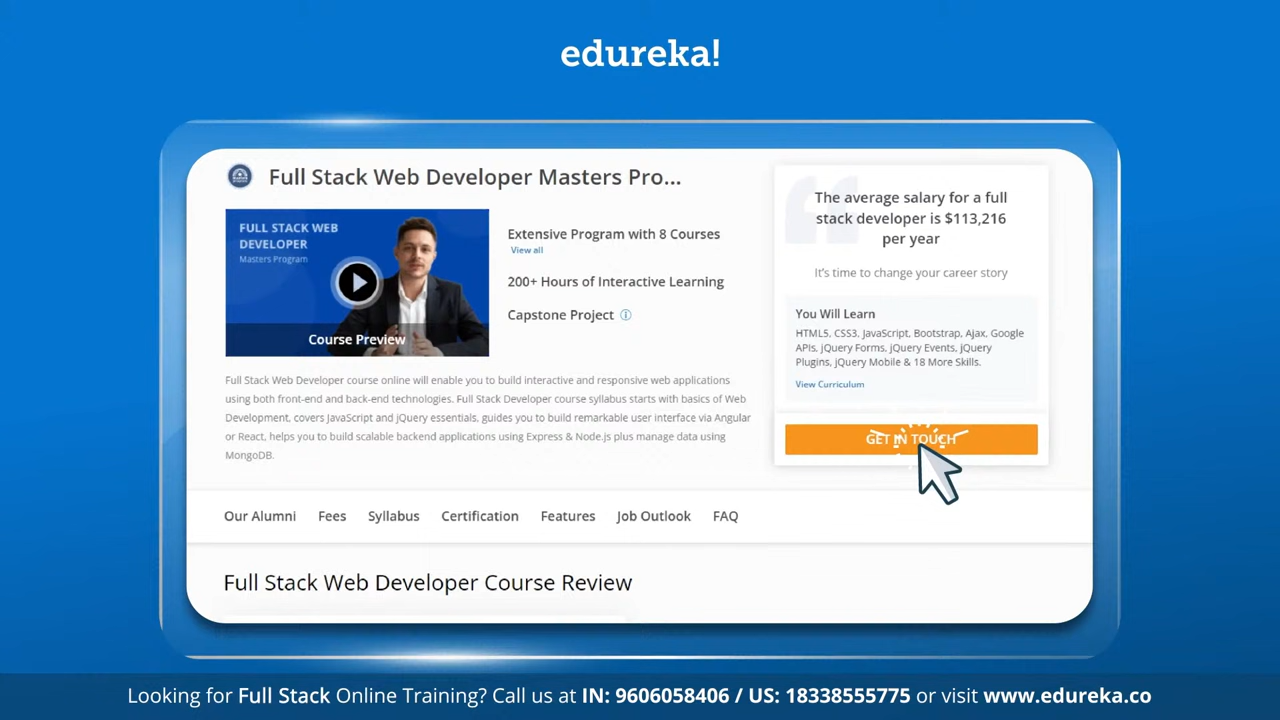 edureka!
Full Stack Web Developer Masters Pro...
FULL STACK WEB
DEVELOPER
Masters Program
Course Preview
Extensive Program with 8 Courses
View all
200+ Hours of Interactive Learning
Capstone Project
Full Stack Web Developer course online will enable you to build interactive and responsive web applications
using both front-end and back-end technologies. Full Stack Developer course syllabus starts with basics of Web
Development, covers JavaScript and jQuery essentials, guides you to build remarkable user interface via Angular
or React, helps you to build scalable backend applications using Express & Node.js plus manage data using
MongoDB.
The average salary for a full
stack developer is $113,216
per year
It's time to change your career story
You Will Learn
HTML5, CSS3, JavaScript, Bootstrap, Ajax, Google
APIs, jQuery Forms, jQuery Events, jQuery
Plugins, jQuery Mobile & 18 More Skills.
View Curriculum
GET IN TOUCH
Our Alumni Fees Syllabus Certification Features Job Outlook FAQ
Full Stack Web Developer Course Review
Looking for Full Stack Online Training? Call us at IN: 9606058406 / US: 18338555775 or visit www.edureka.co